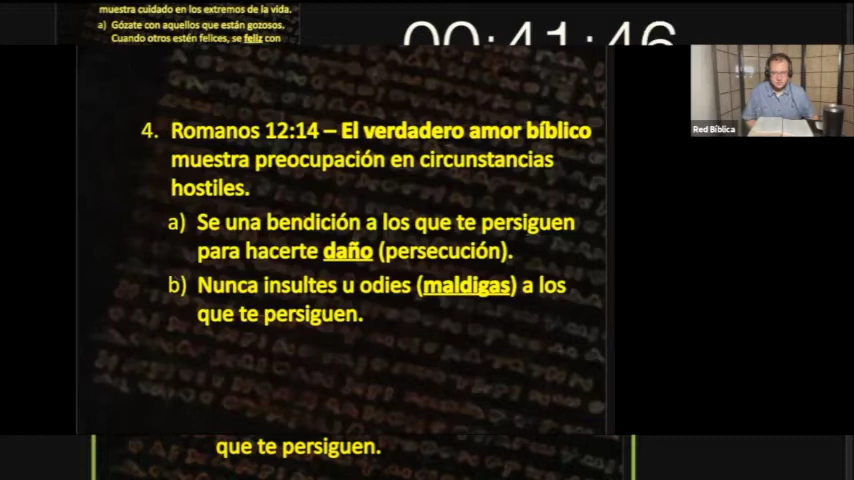 muestra cuidado en los extremos de la vida.
a) Gózate con aquellos que están gozosos.
Cuando otros estén felices, se feliz con
00:41:46
4. Romanos 12:14 – El verdadero amor bíblico
muestra preocupación en circunstancias
hostiles.
a) Se una bendición a los que te persiguen
para hacerte daño (persecución).
b) Nunca insultes u odies (maldigas) a los
que te persiguen.
Red Bíblica
que te persiguen.